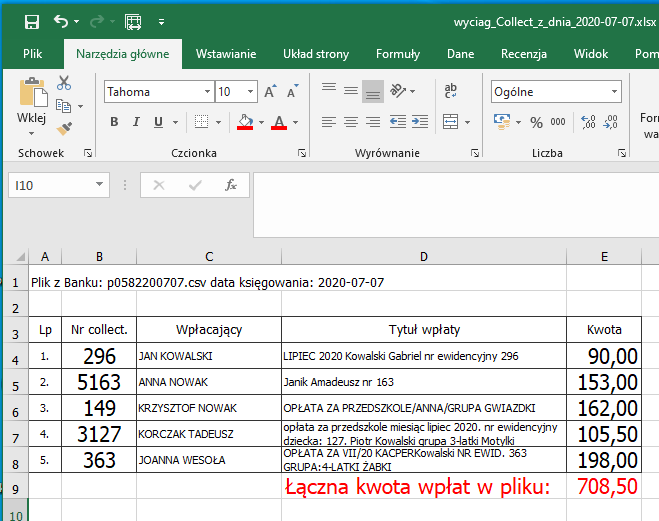 wyciag_Collect_z_dnia_2020-07-07.xlsx
Plik Narzędzia główne Wstawianie Układ strony Formuły Dane Recenzja Widok Pom
Wklej
Tahoma 10 A A
B I U A
ab c
Ogólne
% 000 ,00 ,0
For
wa
Schowek Czcionka Wyrównanie Liczba
I10 fx
A B C D E
1 Plik z Banku: p0582200707.csv data księgowania: 2020-07-07
2
3 Lp Nr collect. Wpłacający Tytuł wpłaty Kwota
4 1. 296 JAN KOWALSKI LIPIEC 2020 Kowalski Gabriel nr ewidencyjny 296 90,00
5 2. 5163 ANNA NOWAK Janik Amadeusz nr 163 153,00
6 3. 149 KRZYSZTOF NOWAK OPŁATA ZA PRZEDSZKOLE/ANNA/GRUPA GWIAZDKI 162,00
7 4. 3127 KORCZAK TADEUSZ opłata za przedszkole miesiąc lipiec 2020. nr ewidencyjny
dziecka: 127. Piotr Kowalski grupa 3-latki Motylki 105,50
8 5. 363 JOANNA WESOŁA OPŁATA ZA VII/20 KACPERKowalski NR EWID. 363
GRUPA:4-LATKI ŻABKI 198,00
9 Łączna kwota wpłat w pliku: 708,50
10